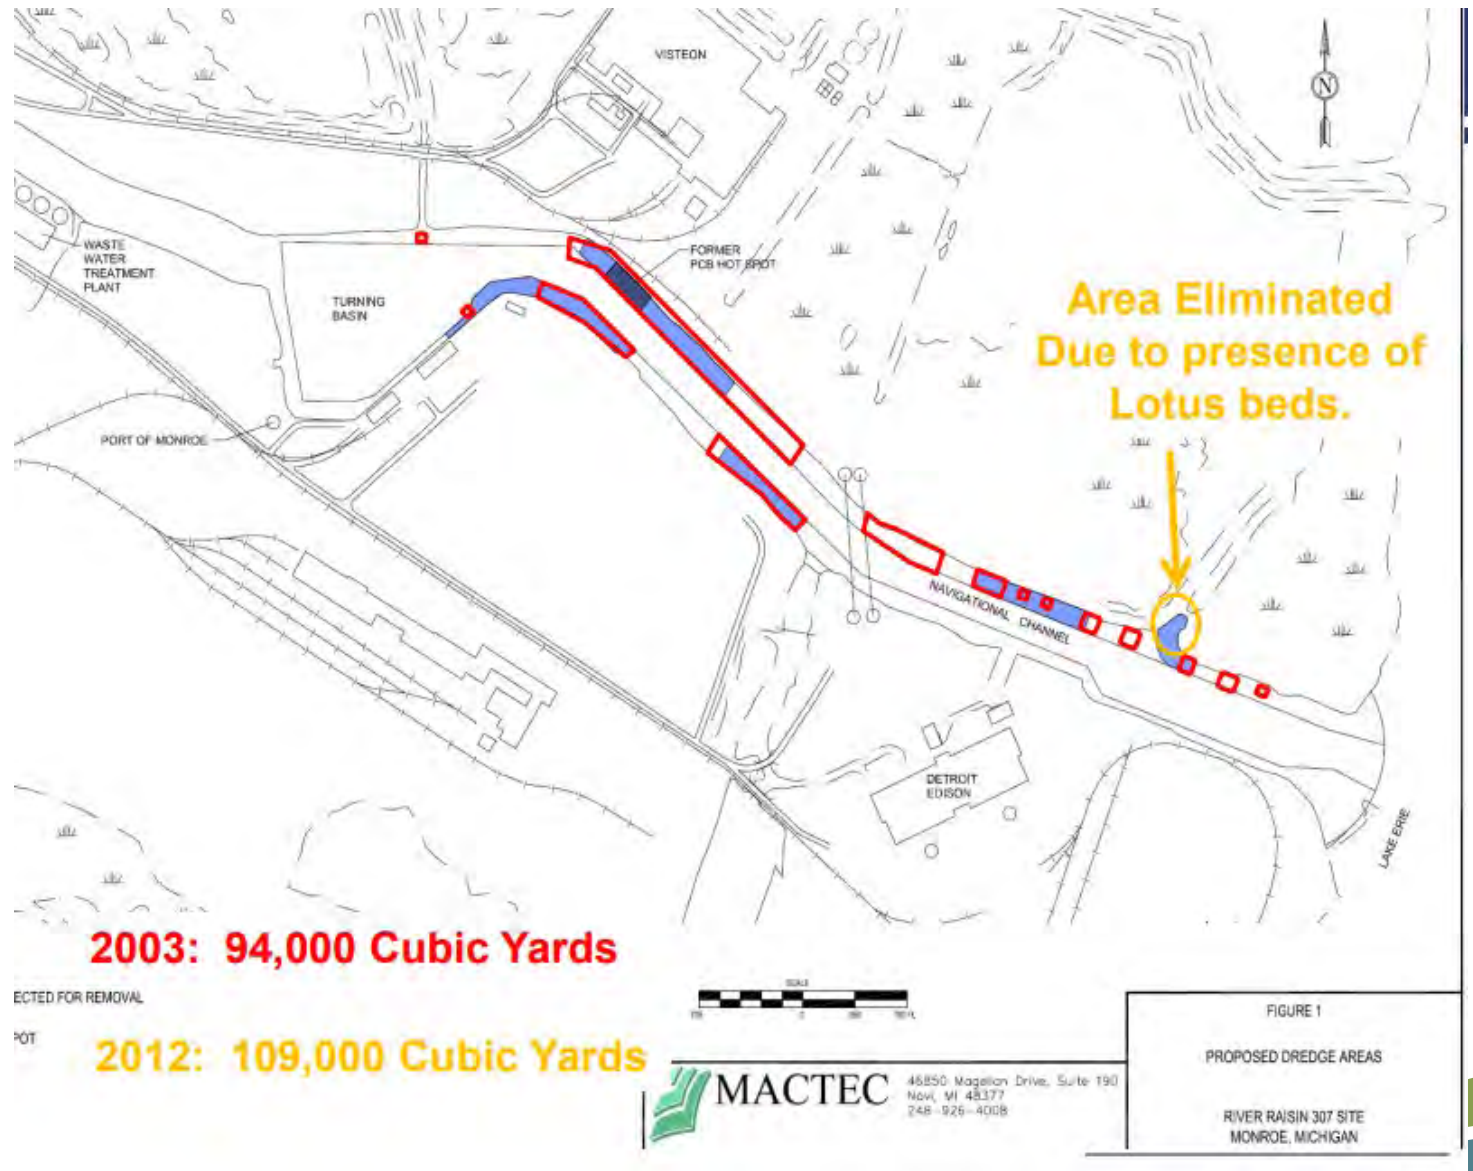 VISTEON
N
WASTE
WATER
TREATMENT
PLANT
FORMER
PCB HOT SPOT
TURNING
BASIN
Area Eliminated
Due to presence of
Lotus beds.
PORT OF MONROE
NAVIGATIONAL CHANNEL
DETROIT
EDISON
LAKE ERIE
2003: 94,000 Cubic Yards
ECTED FOR REMOVAL
POT
2012: 109,000 Cubic Yards
SCALE
MACTEC
46850 Magellan Drive, Suite 190
Novi, MI 48377
248-926-4008
FIGURE 1
PROPOSED DREDGE AREAS
RIVER RAISIN 307 SITE
MONROE, MICHIGAN